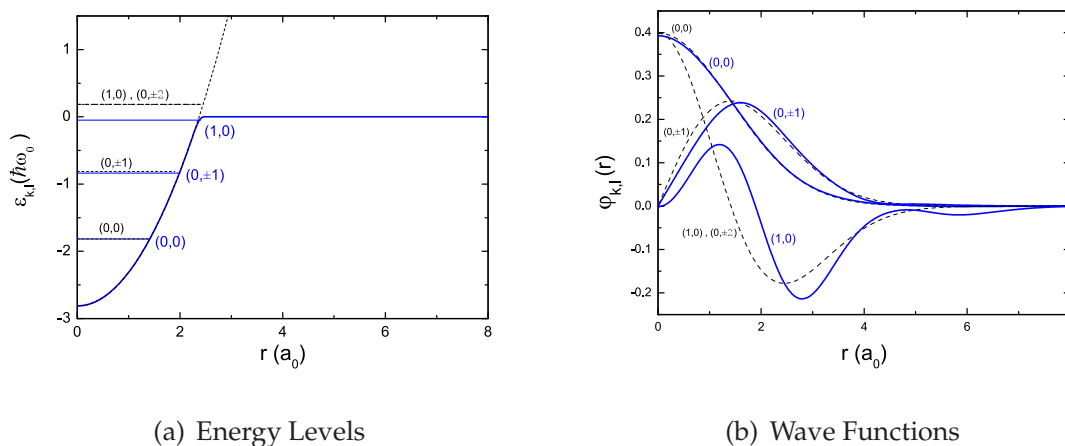 1
0
-1
-2
-3
ε_{k,l}(ħω_0)
(1,0) , (0,±2)
(1,0)
(0,±1)
(0,±1)
(0,0)
(0,0)
0 2 4 6 8
r (a_0)
(a) Energy Levels
0.4
0.3
0.2
0.1
0.0
-0.1
-0.2
φ_{k,l}(r)
(0,0)
(0,0)
(0,±1)
(0,±1)
(1,0) , (0,±2)
(1,0)
0 2 4 6 8
r (a_0)
(b) Wave Functions